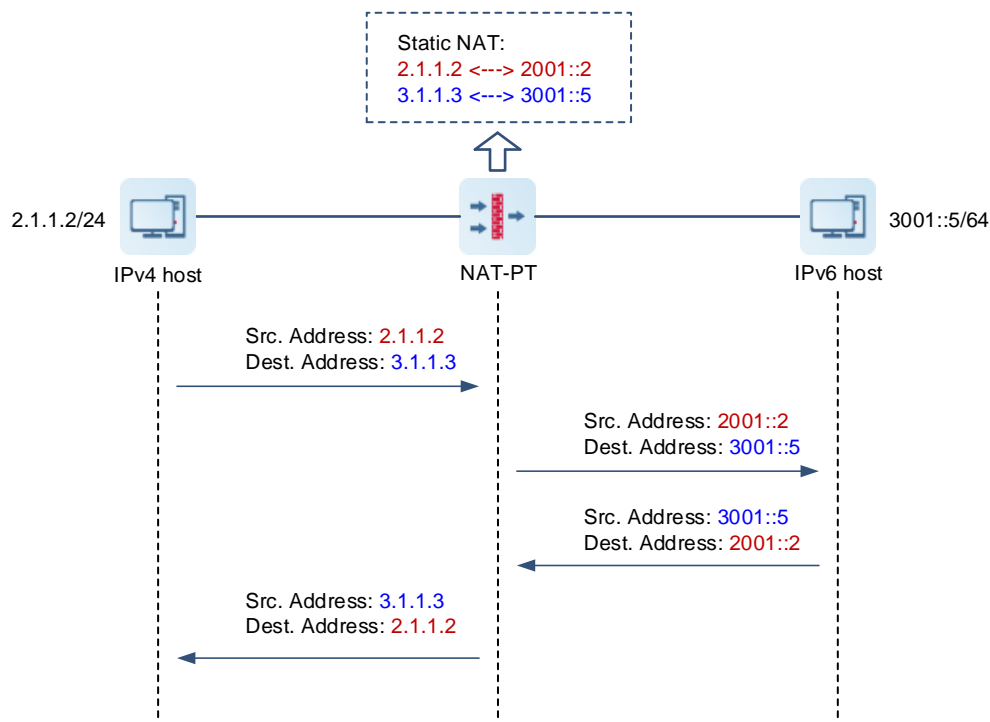 Static NAT:
2.1.1.2 <---> 2001::2
3.1.1.3 <---> 3001::5
2.1.1.2/24
3001::5/64
IPv4 host
NAT-PT
IPv6 host
Src. Address: 2.1.1.2
Dest. Address: 3.1.1.3
Src. Address: 2001::2
Dest. Address: 3001::5
Src. Address: 3001::5
Dest. Address: 2001::2
Src. Address: 3.1.1.3
Dest. Address: 2.1.1.2